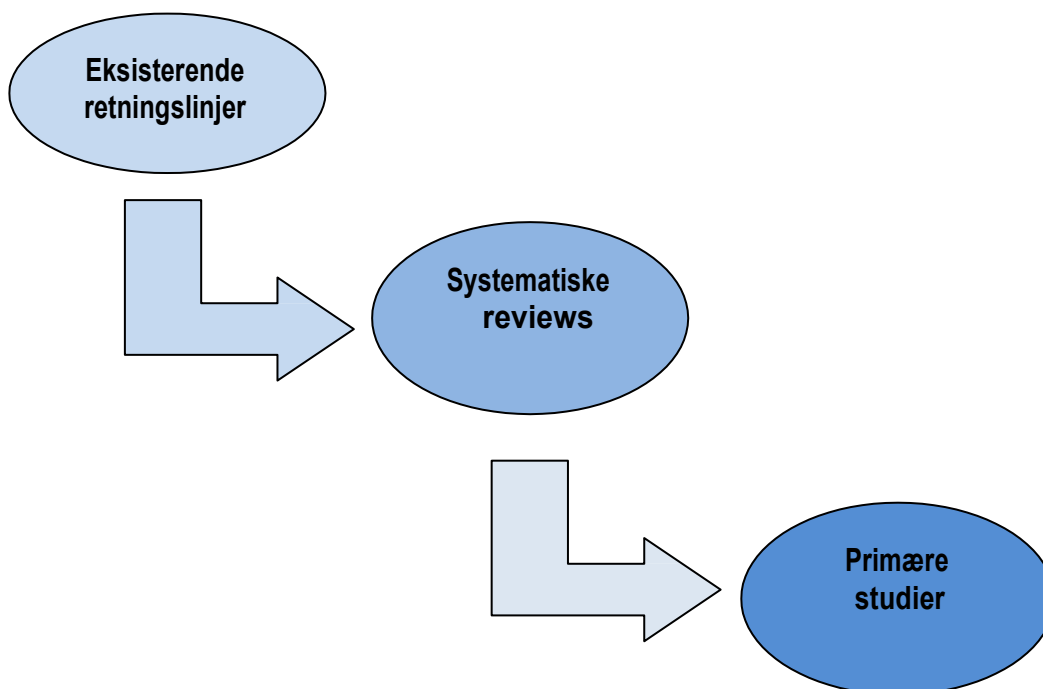 Eksisterende
retningslinjer
Systematiske
reviews
Primære
studier